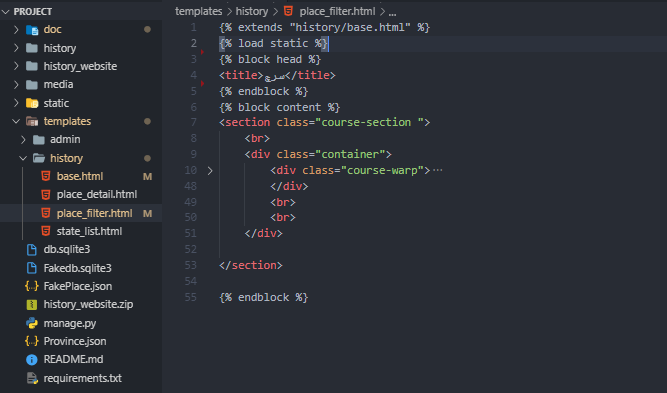 PROJECT
doc
history
history_website
media
static
templates
admin
history
base.html M
place_detail.html
place_filter.html M
state_list.html
db.sqlite3
Fakedb.sqlite3
FakePlace.json
history_website.zip
manage.py
Province.json
README.md
requirements.txt
templates > history > place_filter.html > ...
1 {% extends "history/base.html" %}
2 {% load static %}
3 {% block head %}
4 <title>سرچ</title>
5 {% endblock %}
6 {% block content %}
7 <section class="course-section ">
8 <br>
9 <div class="container">
10 <div class="course-warp">...
48 </div>
49 <br>
50 <br>
51 </div>
52
53 </section>
54
55 {% endblock %}